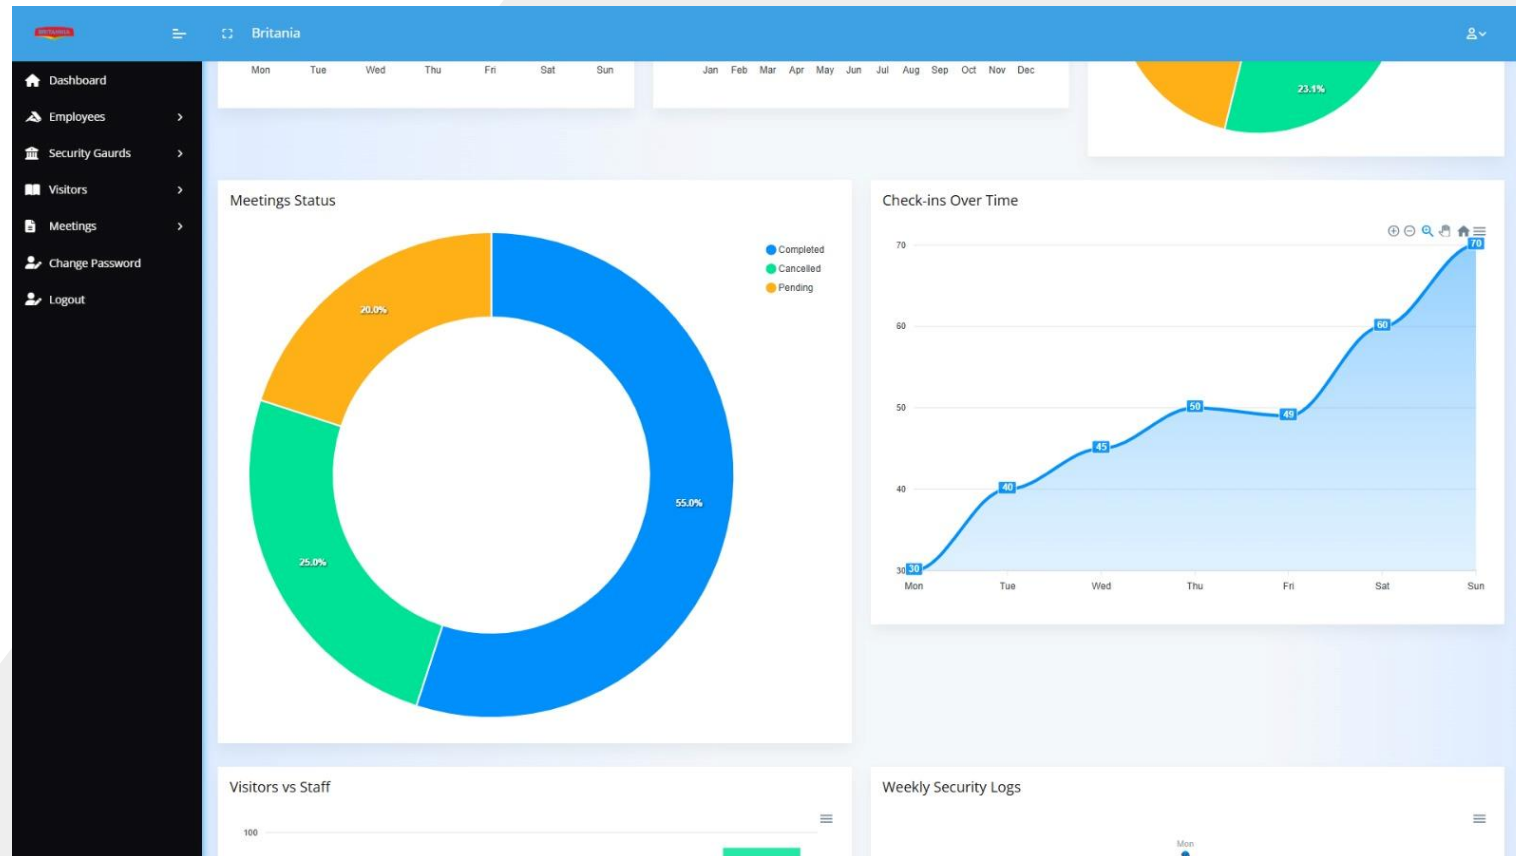 BRITANNIA
Britania
Dashboard
Employees
Security Gaurds
Visitors
Meetings
Change Password
Logout
Mon Tue Wed Thu Fri Sat Sun
Jan Feb Mar Apr May Jun Jul Aug Sep Oct Nov Dec
23.1%
Meetings Status
Completed
Cancelled
Pending
20.0%
55.0%
25.0%
Check-ins Over Time
70
60
50
40
30
30
40
45
50
49
60
70
Mon Tue Wed Thu Fri Sat Sun
Visitors vs Staff
100
Weekly Security Logs
Mon